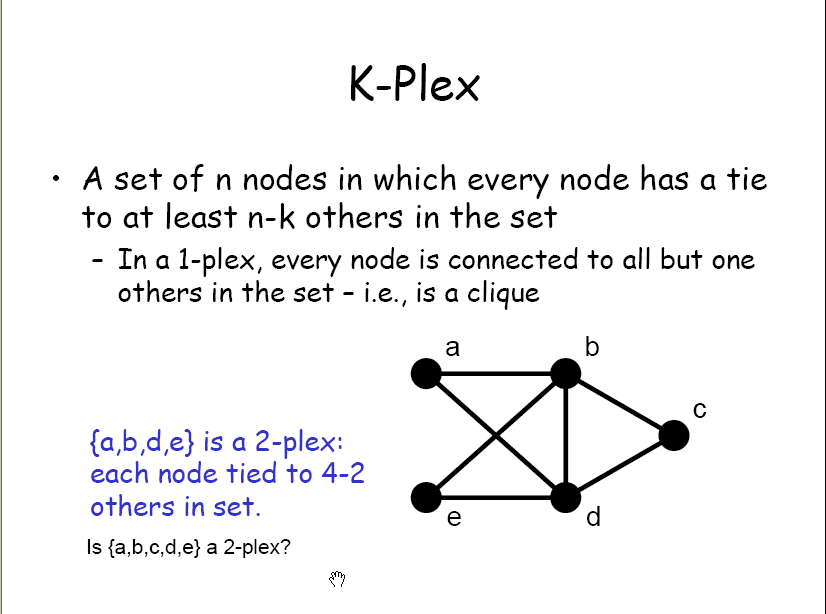 K-Plex
• A set of n nodes in which every node has a tie
to at least n-k others in the set
– In a 1-plex, every node is connected to all but one
others in the set – i.e., is a clique
a
b
c
{a,b,d,e} is a 2-plex:
each node tied to 4-2
others in set.
e
d
Is {a,b,c,d,e} a 2-plex?